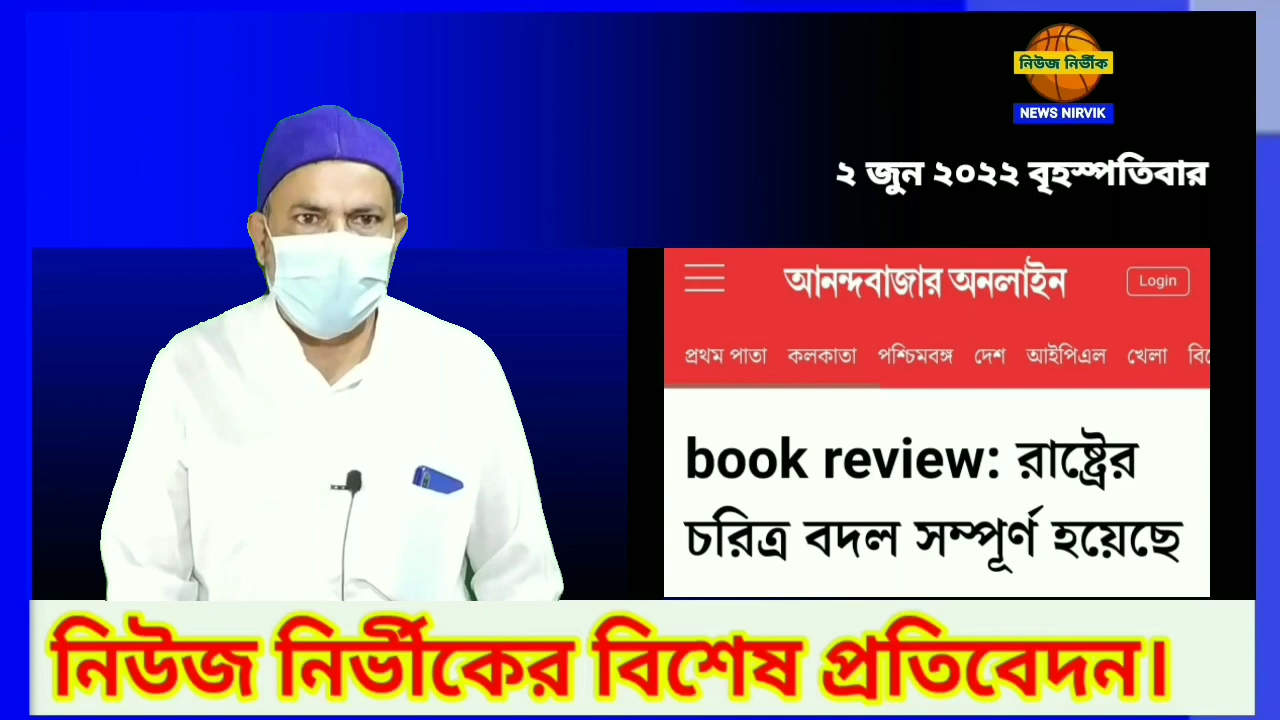 নিউজ নির্ভীক
NEWS NIRVIK
২ জুন ২০২২ বৃহস্পতিবার
আনন্দবাজার অনলাইন
Login
প্রথম পাতা কলকাতা পশ্চিমবঙ্গ দেশ আইপিএল খেলা
book review: রাষ্ট্রের
চরিত্র বদল সম্পূর্ণ হয়েছে
নিউজ নির্ভীকের বিশেষ প্রতিবেদন।